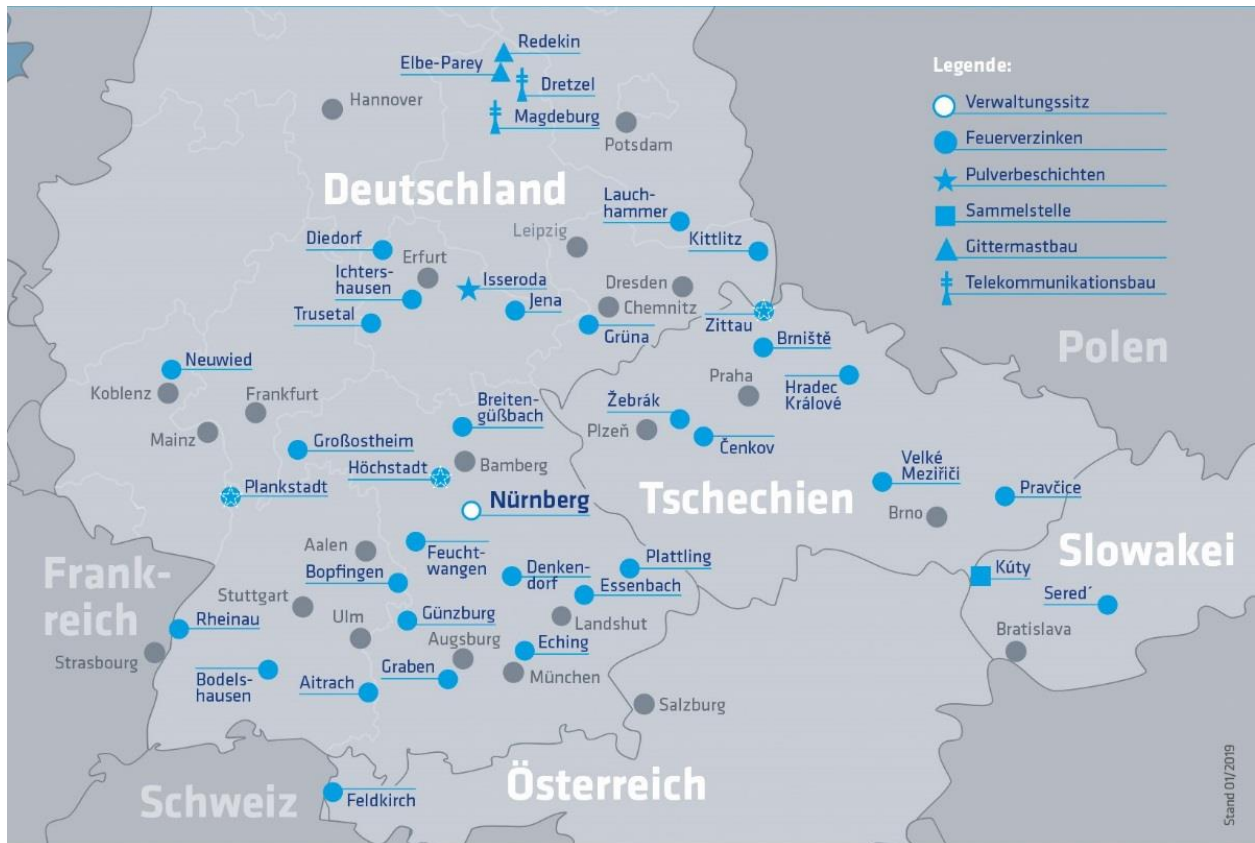 Redekin
Elbe-Parey
Dretzel
Hannover
Magdeburg
Potsdam
Deutschland
Lauch-
hammer
Diedorf
Leipzig
Kittlitz
Erfurt
Ichters-
hausen
Isseroda
Dresden
Jena
Chemnitz
Trusetal
Grüna
Zittau
Brniště
Neuwied
Koblenz
Frankfurt
Praha
Hradec
Králové
Breiten-
güßbach
Žebrák
Mainz
Plzeň
Großostheim
Čenkov
Bamberg
Höchstadt
Velké
Meziřiči
Plankstadt
Pravčice
Nürnberg
Tschechien
Brno
Aalen
Feucht-
wangen
Slowakei
Frank-
reich
Bopfingen
Denken-
dorf
Plattling
Kúty
Essenbach
Stuttgart
Sered´
Günzburg
Rheinau
Ulm
Landshut
Augsburg
Bratislava
Eching
Strasbourg
Graben
München
Bodels-
hausen
Aitrach
Salzburg
Österreich
Schweiz
Feldkirch
Polen
Legende:
Verwaltungssitz
Feuerverzinken
Pulverbeschichten
Sammelstelle
Gittermastbau
Telekommunikationsbau
Stand 01/2019